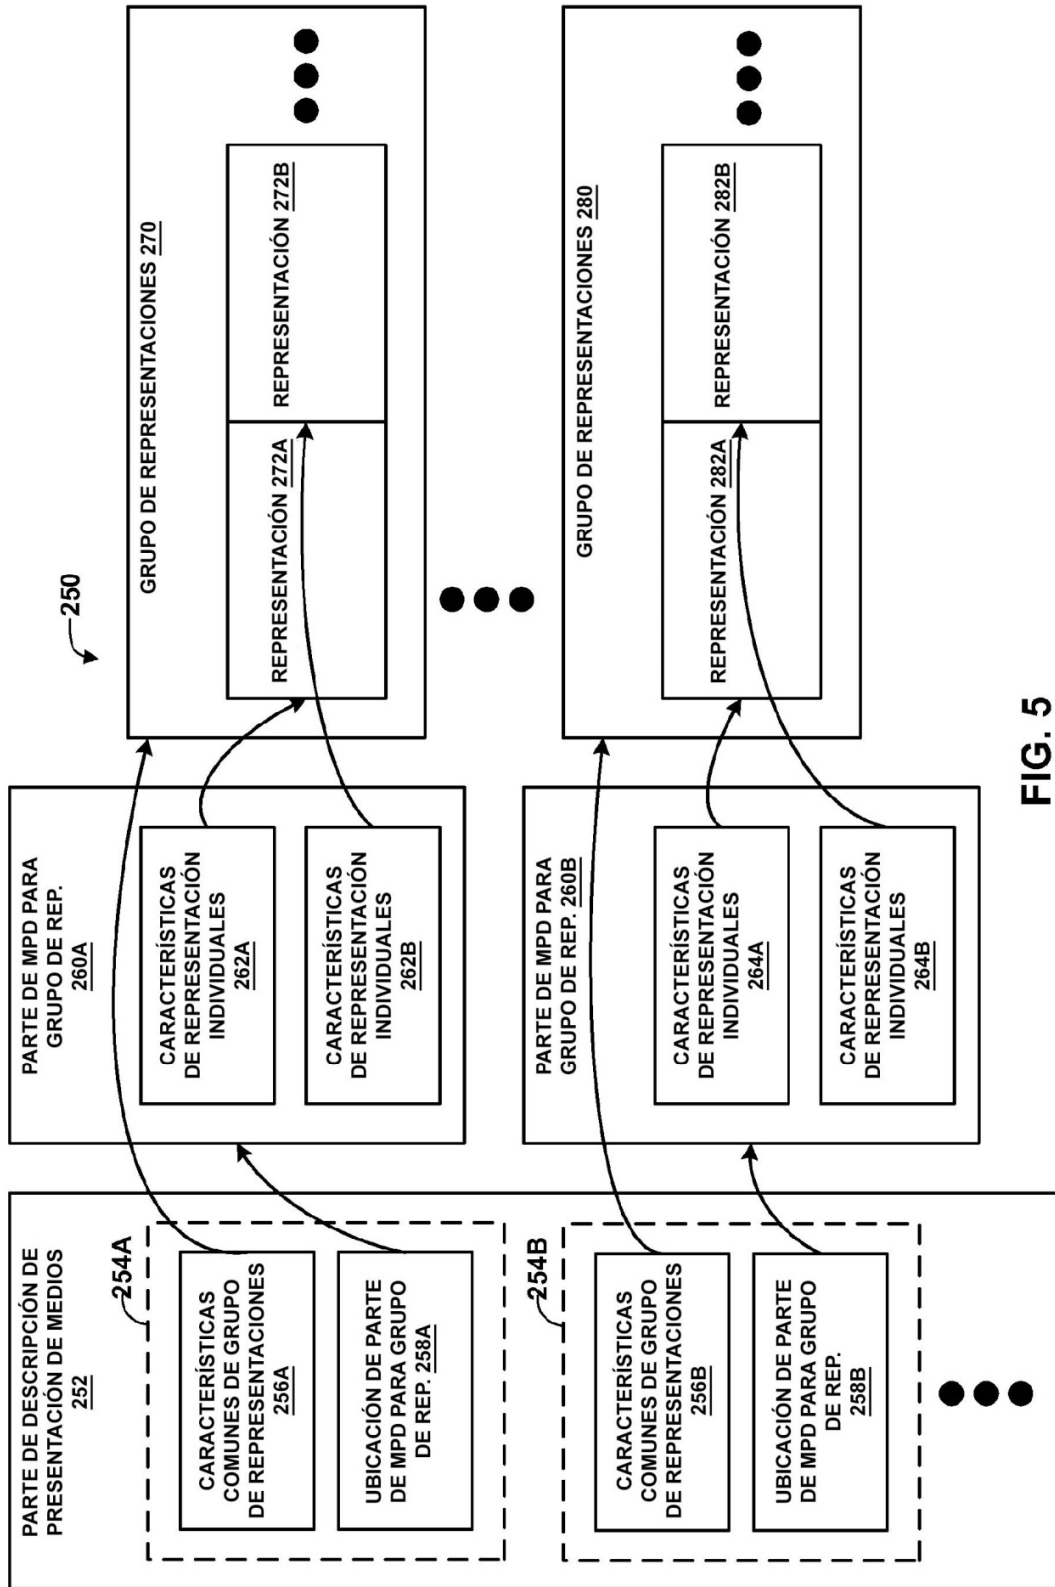 250
PARTE DE DESCRIPCIÓN DE
PRESENTACIÓN DE MEDIOS
252
254A
CARACTERÍSTICAS
COMUNES DE GRUPO
DE REPRESENTACIONES
256A
UBICACIÓN DE PARTE
DE MPD PARA GRUPO
DE REP. 258A
254B
CARACTERÍSTICAS
COMUNES DE GRUPO
DE REPRESENTACIONES
256B
UBICACIÓN DE PARTE
DE MPD PARA GRUPO
DE REP.
258B
PARTE DE MPD PARA
GRUPO DE REP.
260A
CARACTERÍSTICAS
DE REPRESENTACIÓN
INDIVIDUALES
262A
CARACTERÍSTICAS
DE REPRESENTACIÓN
INDIVIDUALES
262B
PARTE DE MPD PARA
GRUPO DE REP. 260B
CARACTERÍSTICAS
DE REPRESENTACIÓN
INDIVIDUALES
264A
CARACTERÍSTICAS
DE REPRESENTACIÓN
INDIVIDUALES
264B
GRUPO DE REPRESENTACIONES 270
REPRESENTACIÓN 272A
REPRESENTACIÓN 272B
GRUPO DE REPRESENTACIONES 280
REPRESENTACIÓN 282A
REPRESENTACIÓN 282B
FIG. 5